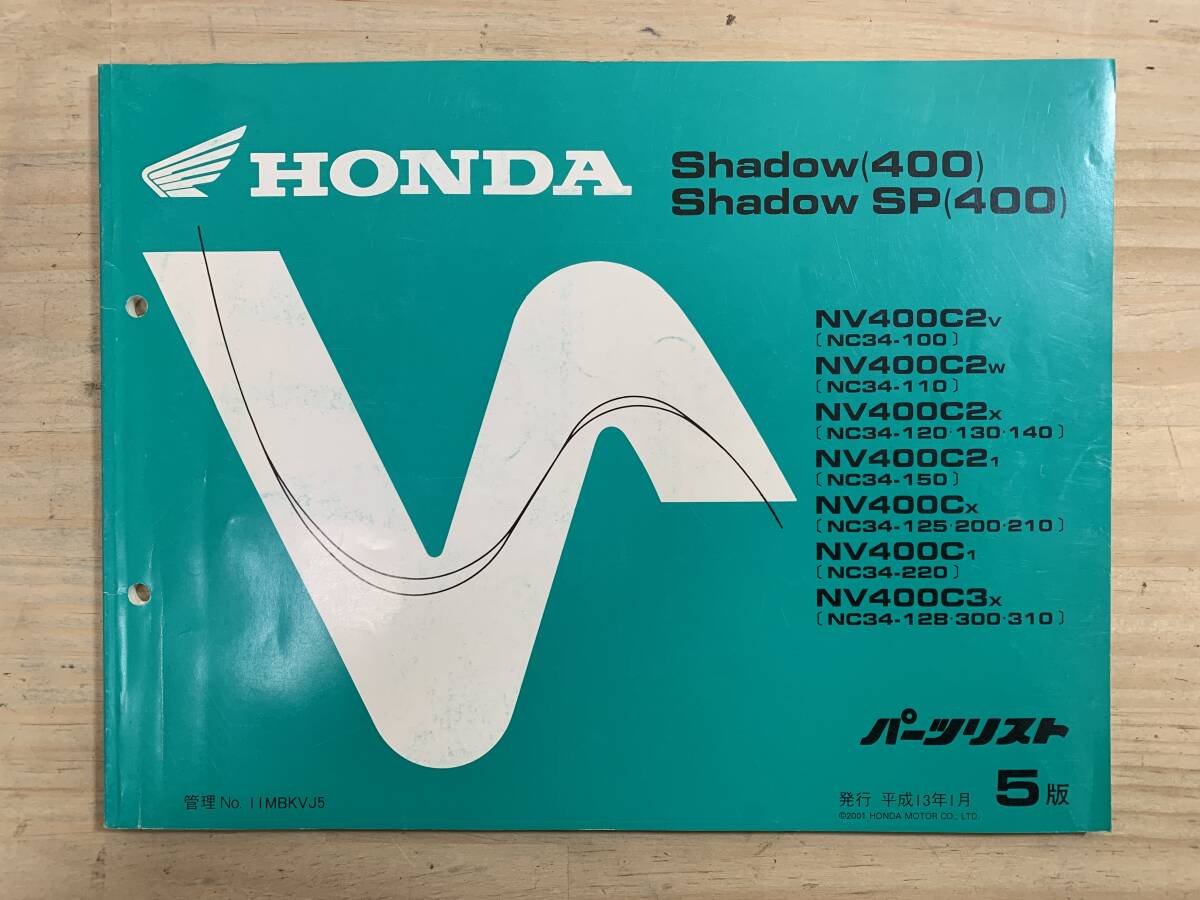 HONDA
Shadow(400)
Shadow SP(400)
NV400C2V
〔NC34-100〕
NV400C2W
〔NC34-110〕
NV400C2X
〔NC34-120·130·140〕
NV400C21
〔NC34-150〕
NV400CX
〔NC34-125·200·210〕
NV400C1
〔NC34-220〕
NV400C3X
〔NC34-128·300·310〕
パーツリスト
管理 No. 11MBKVJ5
発行 平成13年1月 5版
©2001 HONDA MOTOR CO., LTD.